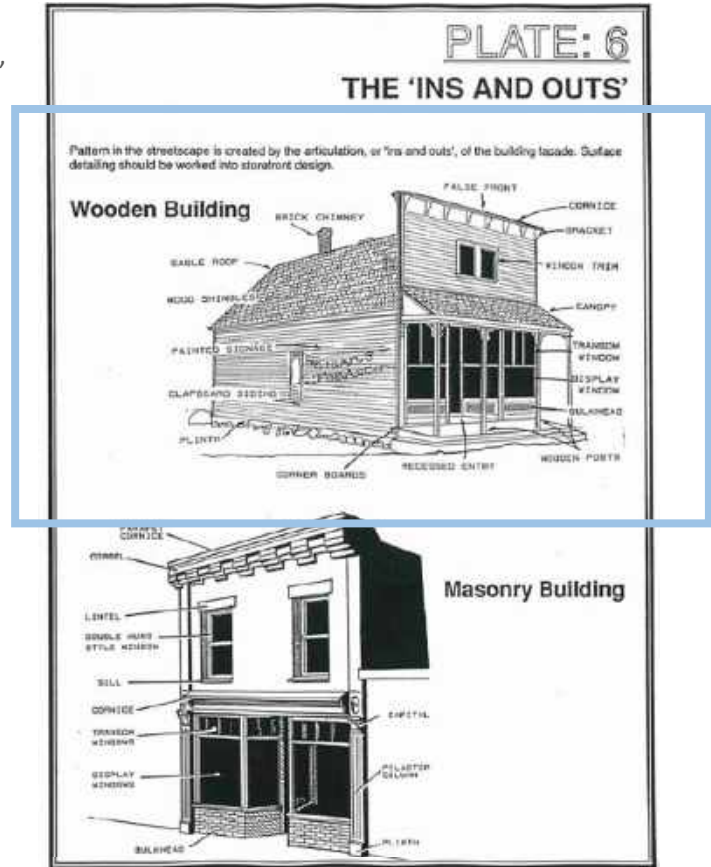 ,
PLATE: 6
THE 'INS AND OUTS'
Pattern in the streetscape is created by the articulation, or 'ins and outs', of the building facade. Surface
detailing should be worked into storefront design.
Wooden Building
FALSE FRONT
BRICK CHIMNEY
CORNICE
BRACKET
GABLE ROOF
WINDOW TRIM
WOOD SHINGLES
CANOPY
PAINTED SIGNAGE
TRANSOM
WINDOW
DISPLAY
WINDOW
CLAPBOARD SIDING
BULKHEAD
PLINTH
WOODEN POSTS
RECESSED ENTRY
CORNER BOARDS
PARAPET
CORNICE
CORBEL
Masonry Building
LINTEL
DOUBLE HUNG
STYLE WINDOW
SILL
CORNICE
CAPITAL
TRANSOM
WINDOWS
PILASTER
COLUMN
DISPLAY
WINDOWS
PLINTH
BULKHEAD